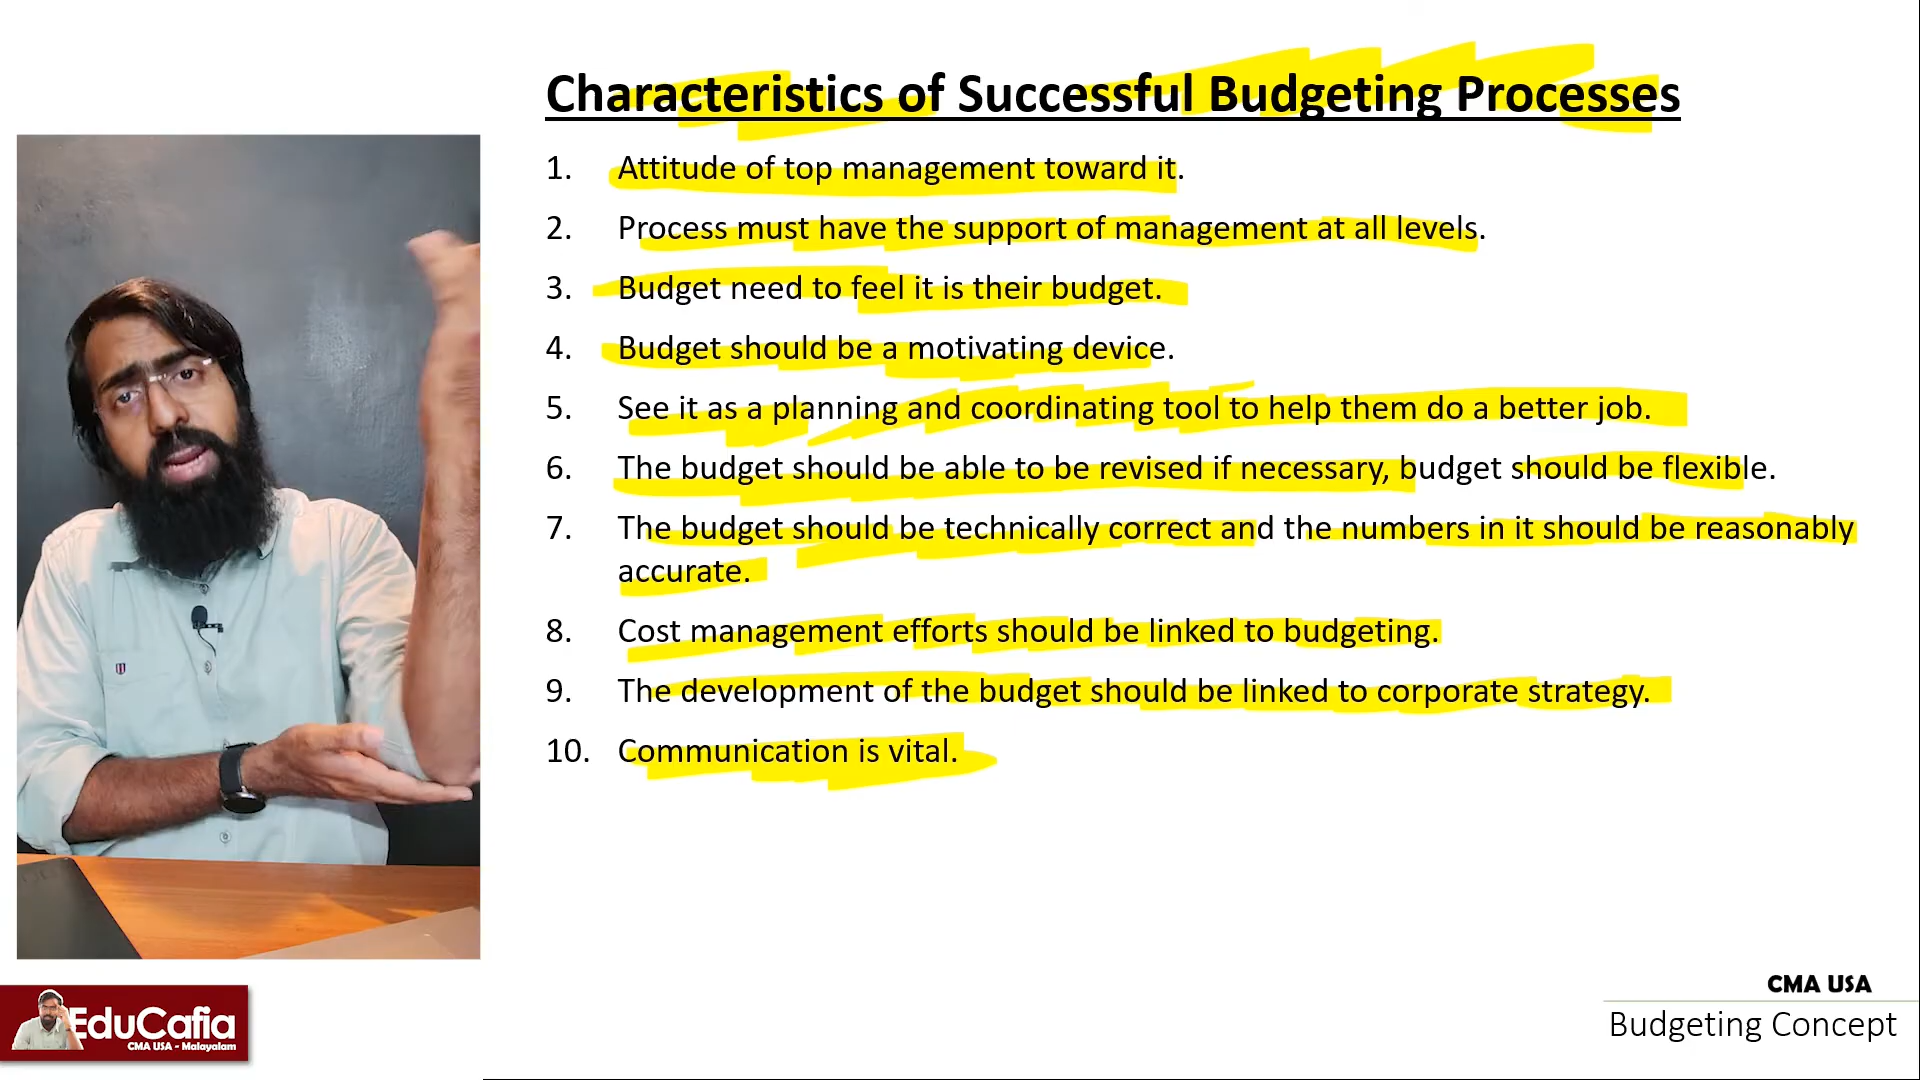 Characteristics of Successful Budgeting Processes
1. Attitude of top management toward it.
2. Process must have the support of management at all levels.
3. Budget need to feel it is their budget.
4. Budget should be a motivating device.
5. See it as a planning and coordinating tool to help them do a better job.
6. The budget should be able to be revised if necessary, budget should be flexible.
7. The budget should be technically correct and the numbers in it should be reasonably
accurate.
8. Cost management efforts should be linked to budgeting.
9. The development of the budget should be linked to corporate strategy.
10. Communication is vital.
EduCafia
CMA USA - Malayalam
CMA USA
Budgeting Concept